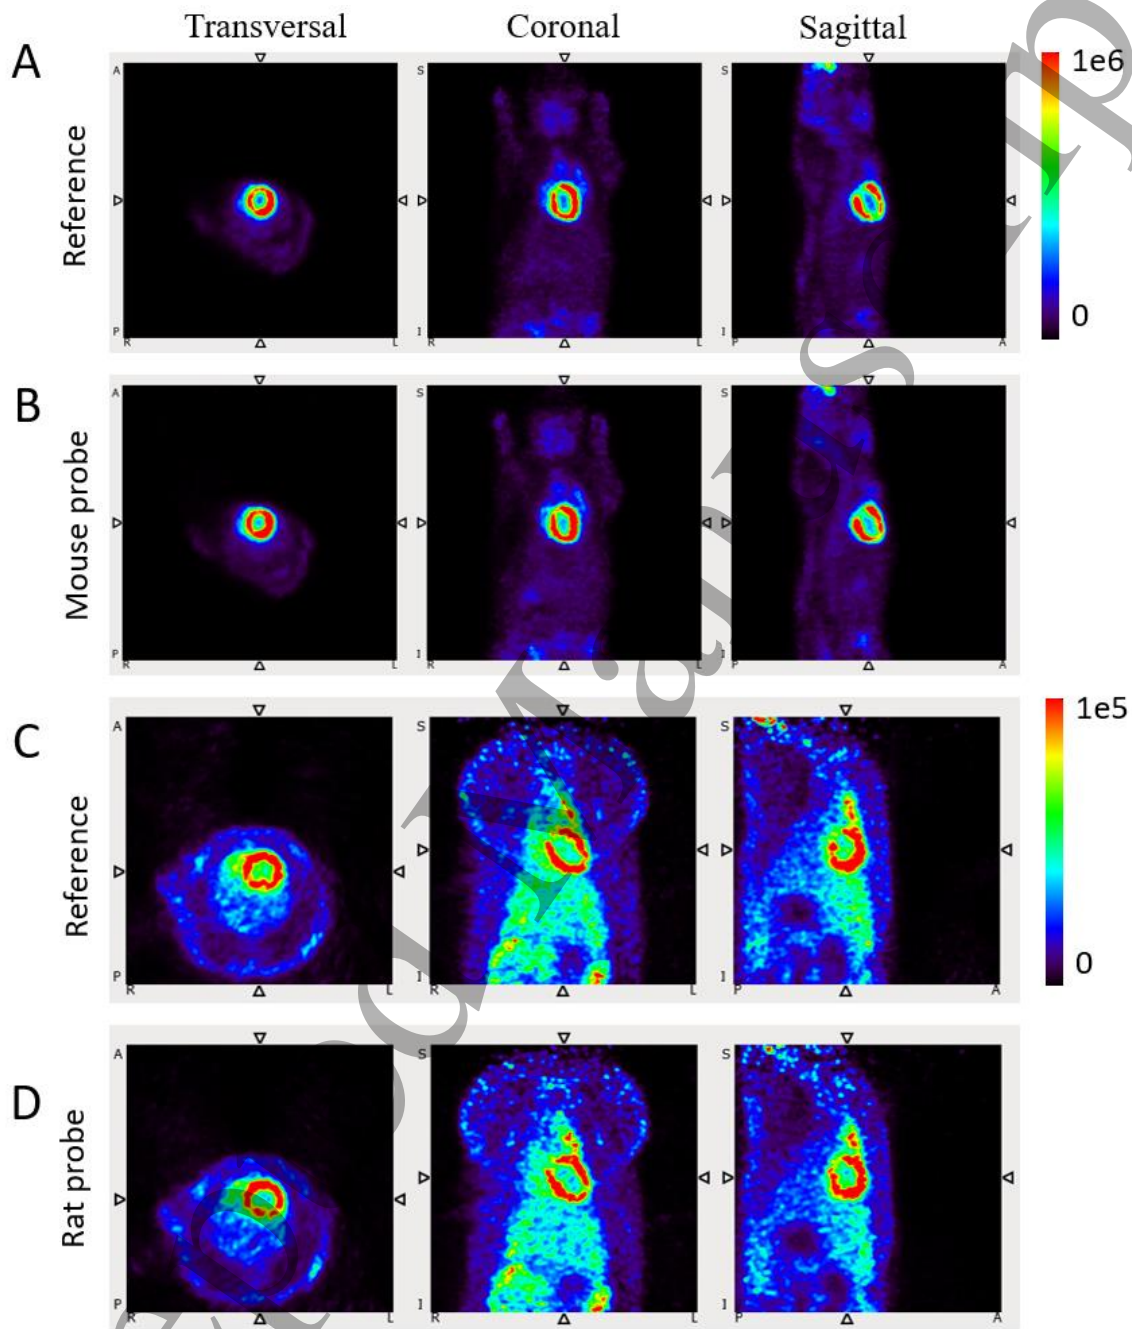 Transversal Coronal Sagittal
A
Reference
A S S
P I I
R L R L P A
1e6
0
B
Mouse probe
A S S
P I I
R L R L P A
C
Reference
A S S
P I I
R L R L P A
1e5
0
D
Rat probe
A S S
P I I
R L R L P A